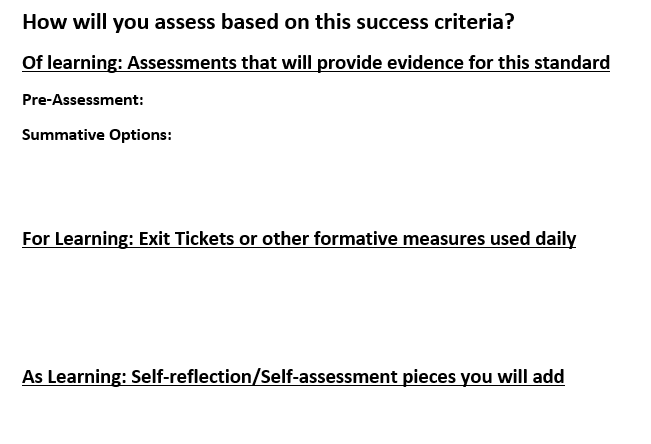 How will you assess based on this success criteria?
Of learning: Assessments that will provide evidence for this standard
Pre-Assessment:
Summative Options:
For Learning: Exit Tickets or other formative measures used daily
As Learning: Self-reflection/Self-assessment pieces you will add